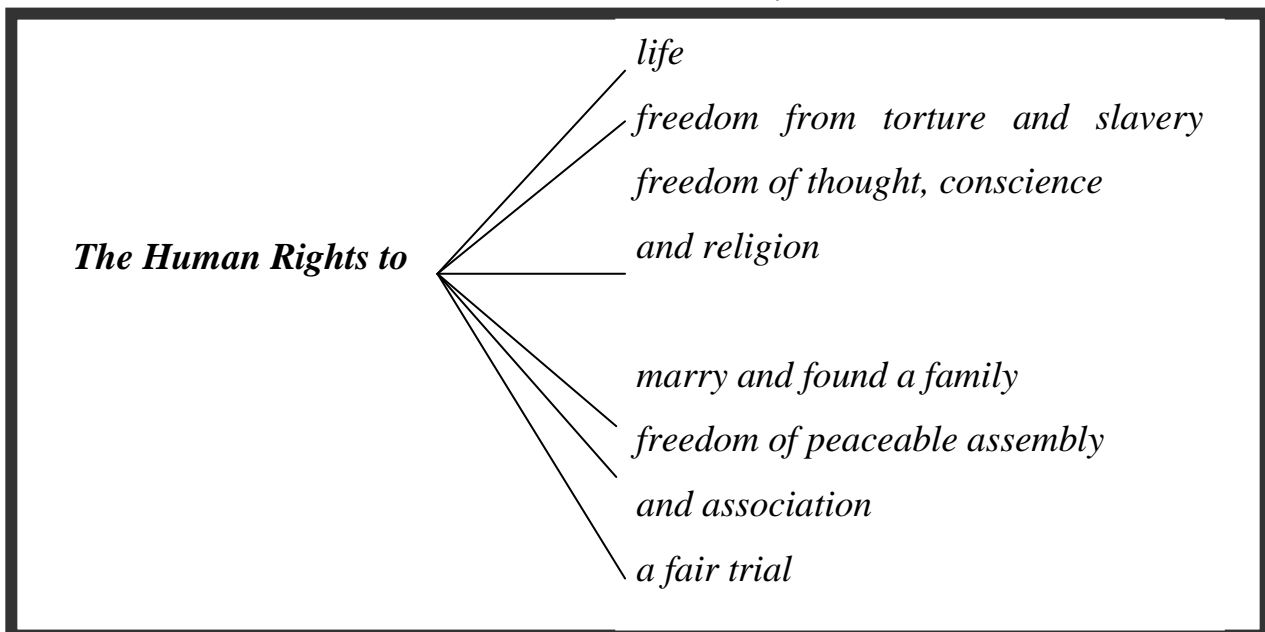 life
freedom from torture and slavery
freedom of thought, conscience
and religion
The Human Rights to
marry and found a family
freedom of peaceable assembly
and association
a fair trial